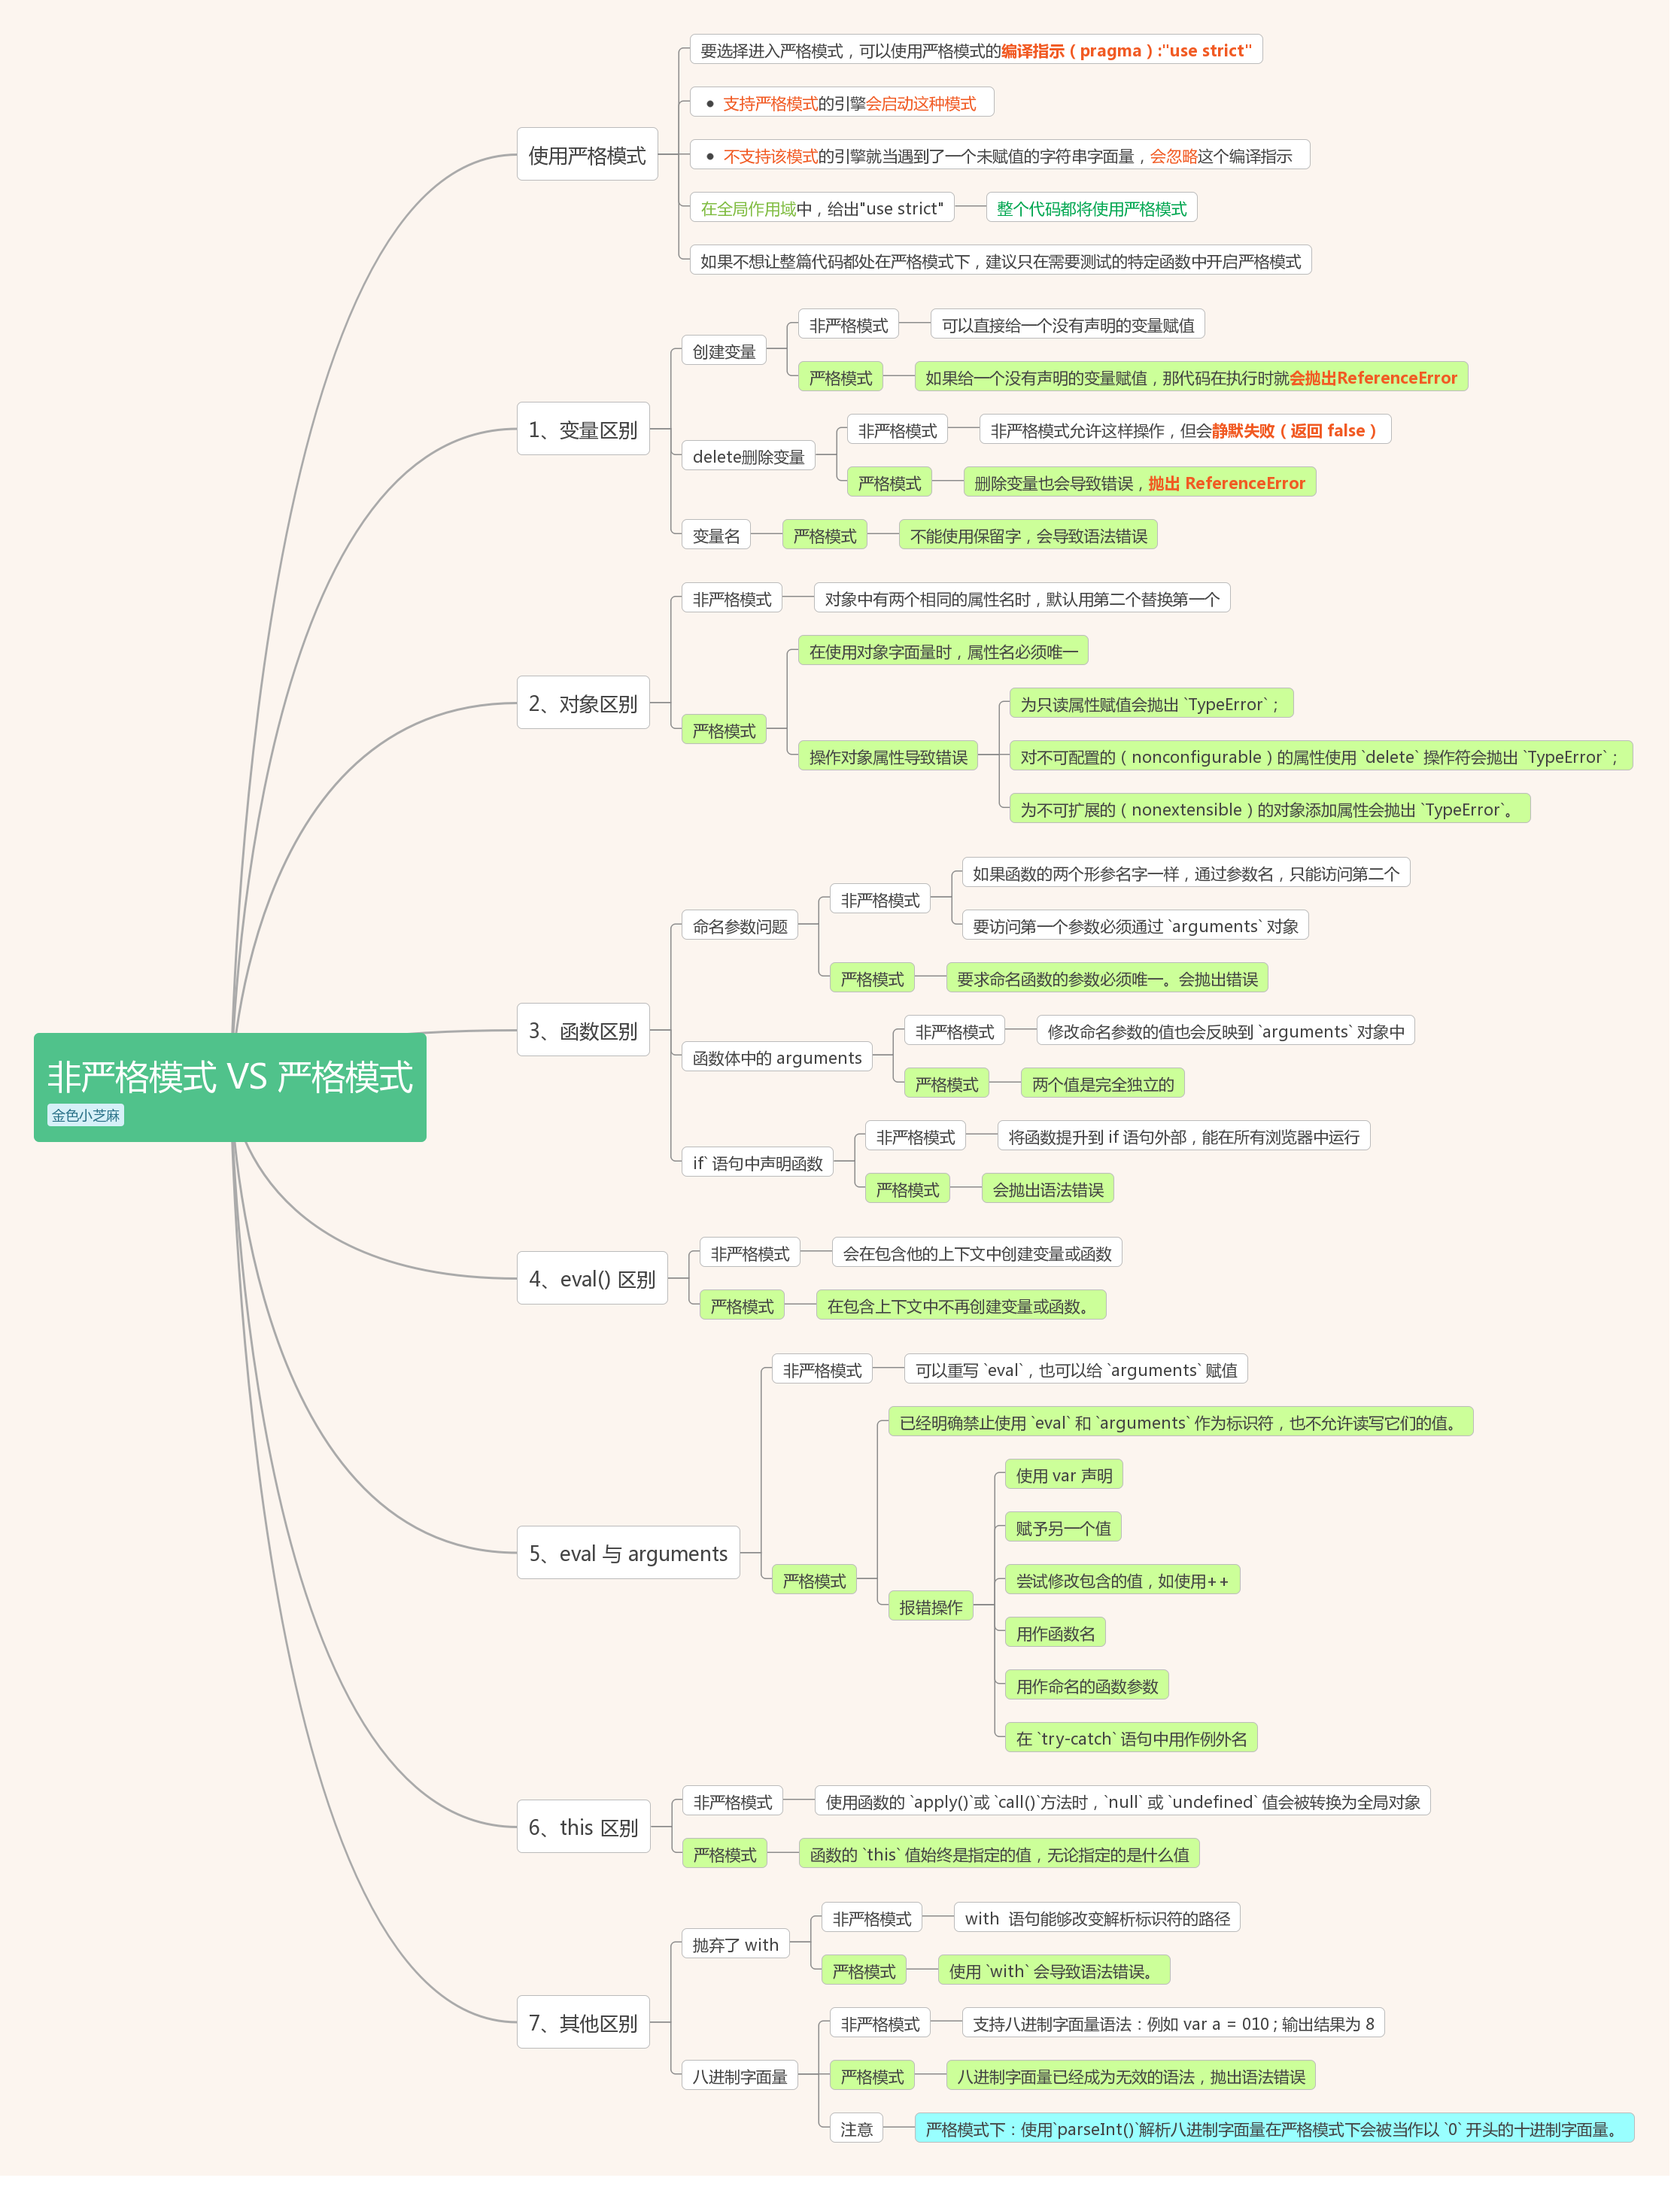 非严格模式 VS 严格模式
金色小芝麻
使用严格模式
要选择进入严格模式，可以使用严格模式的编译指示（pragma）:"use strict"
• 支持严格模式的引擎会启动这种模式
• 不支持该模式的引擎就当遇到了一个未赋值的字符串字面量，会忽略这个编译指示
在全局作用域中，给出"use strict"
整个代码都将使用严格模式
如果不想让整篇代码都处在严格模式下，建议只在需要测试的特定函数中开启严格模式
1、变量区别
创建变量
非严格模式
可以直接给一个没有声明的变量赋值
严格模式
如果给一个没有声明的变量赋值，那代码在执行时就会抛出ReferenceError
delete删除变量
非严格模式
非严格模式允许这样操作，但会静默失败（返回 false）
严格模式
删除变量也会导致错误，抛出 ReferenceError
变量名
严格模式
不能使用保留字，会导致语法错误
2、对象区别
非严格模式
对象中有两个相同的属性名时，默认用第二个替换第一个
严格模式
在使用对象字面量时，属性名必须唯一
操作对象属性导致错误
为只读属性赋值会抛出 `TypeError`；
对不可配置的（nonconfigurable）的属性使用 `delete` 操作符会抛出 `TypeError`；
为不可扩展的（nonextensible）的对象添加属性会抛出 `TypeError`。
3、函数区别
命名参数问题
非严格模式
如果函数的两个形参名字一样，通过参数名，只能访问第二个
要访问第一个参数必须通过 `arguments` 对象
严格模式
要求命名函数的参数必须唯一。会抛出错误
函数体中的 arguments
非严格模式
修改命名参数的值也会反映到 `arguments` 对象中
严格模式
两个值是完全独立的
if` 语句中声明函数
非严格模式
将函数提升到 if 语句外部，能在所有浏览器中运行
严格模式
会抛出语法错误
4、eval() 区别
非严格模式
会在包含他的上下文中创建变量或函数
严格模式
在包含上下文中不再创建变量或函数。
5、eval 与 arguments
非严格模式
可以重写 `eval`，也可以给 `arguments` 赋值
严格模式
已经明确禁止使用 `eval` 和 `arguments` 作为标识符，也不允许读写它们的值。
报错操作
使用 var 声明
赋予另一个值
尝试修改包含的值，如使用++
用作函数名
用作命名的函数参数
在 `try-catch` 语句中用作例外名
6、this 区别
非严格模式
使用函数的 `apply()`或 `call()`方法时，`null` 或 `undefined` 值会被转换为全局对象
严格模式
函数的 `this` 值始终是指定的值，无论指定的是什么值
7、其他区别
抛弃了 with
非严格模式
with 语句能够改变解析标识符的路径
严格模式
使用 `with` 会导致语法错误。
八进制字面量
非严格模式
支持八进制字面量语法：例如 var a = 010 ; 输出结果为 8
严格模式
八进制字面量已经成为无效的语法，抛出语法错误
注意
严格模式下：使用`parseInt()`解析八进制字面量在严格模式下会被当作以 `0` 开头的十进制字面量。